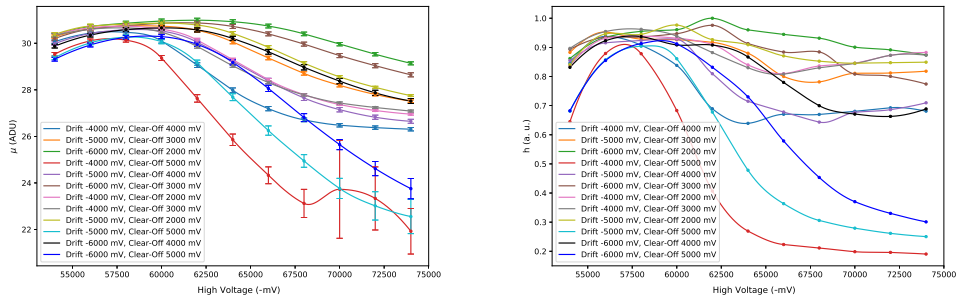 30
28
26
24
22
μ (ADU)
Drift -4000 mV, Clear-Off 4000 mV
Drift -5000 mV, Clear-Off 3000 mV
Drift -6000 mV, Clear-Off 2000 mV
Drift -4000 mV, Clear-Off 5000 mV
Drift -5000 mV, Clear-Off 4000 mV
Drift -6000 mV, Clear-Off 3000 mV
Drift -4000 mV, Clear-Off 2000 mV
Drift -4000 mV, Clear-Off 3000 mV
Drift -5000 mV, Clear-Off 2000 mV
Drift -5000 mV, Clear-Off 5000 mV
Drift -6000 mV, Clear-Off 4000 mV
Drift -6000 mV, Clear-Off 5000 mV
55000 57500 60000 62500 65000 67500 70000 72500 75000
High Voltage (–mV)
1.0
0.9
0.8
0.7
0.6
0.5
0.4
0.3
0.2
h (a. u.)
Drift -4000 mV, Clear-Off 4000 mV
Drift -5000 mV, Clear-Off 3000 mV
Drift -6000 mV, Clear-Off 2000 mV
Drift -4000 mV, Clear-Off 5000 mV
Drift -5000 mV, Clear-Off 4000 mV
Drift -6000 mV, Clear-Off 3000 mV
Drift -4000 mV, Clear-Off 2000 mV
Drift -4000 mV, Clear-Off 3000 mV
Drift -5000 mV, Clear-Off 2000 mV
Drift -5000 mV, Clear-Off 5000 mV
Drift -6000 mV, Clear-Off 4000 mV
Drift -6000 mV, Clear-Off 5000 mV
55000 57500 60000 62500 65000 67500 70000 72500 75000
High Voltage (–mV)